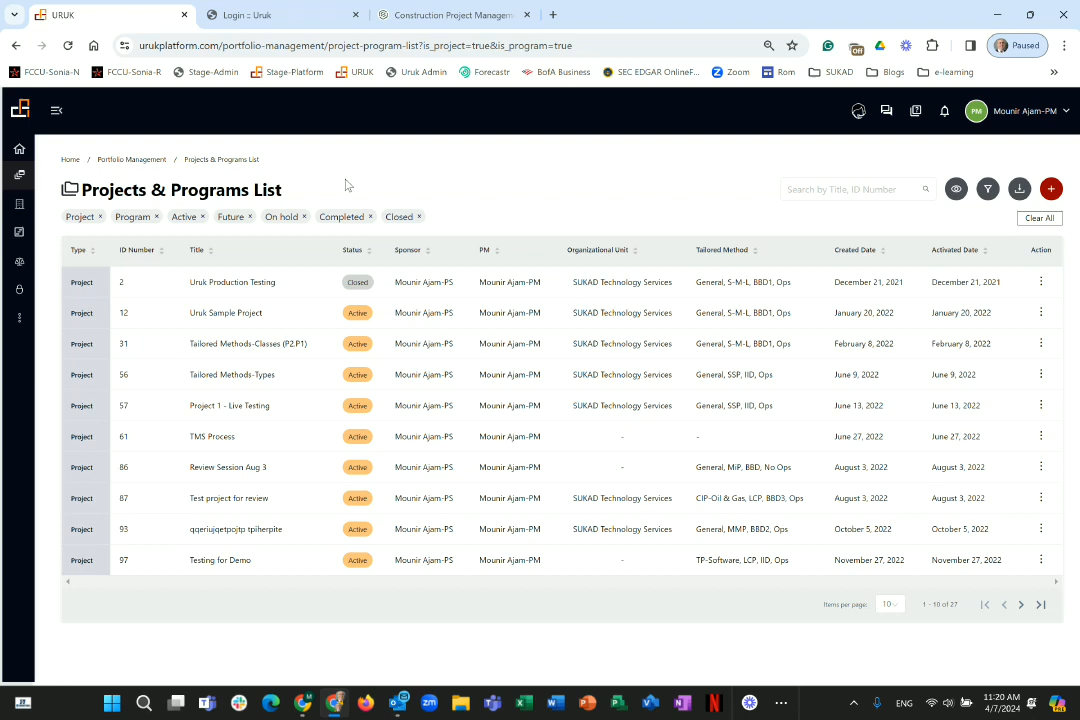 URUK
Login :: Uruk
Construction Project Managem
urukplatform.com/portfolio-management/project-program-list?is_project=true&is_program=true
Off
Paused
FCCU-Sonia-N
FCCU-Sonia-R
Stage-Admin
Stage-Platform
URUK
Uruk Admin
Forecastr
BofA Business
SEC EDGAR OnlineF...
Zoom
Rom
SUKAD
Blogs
e-learning
PM
Mounir Ajam-PM
Home / Portfolio Management / Projects & Programs List
Projects & Programs List
Search by Title, ID Number
Project × Program × Active × Future × On hold × Completed × Closed ×
Clear All
Type ID Number Title Status Sponsor PM Organizational Unit Tailored Method Created Date Activated Date Action
Project 2 Uruk Production Testing Closed Mounir Ajam-PS Mounir Ajam-PM SUKAD Technology Services General, S-M-L, BBD1, Ops December 21, 2021 December 21, 2021
Project 12 Uruk Sample Project Active Mounir Ajam-PS Mounir Ajam-PM SUKAD Technology Services General, S-M-L, BBD1, Ops January 20, 2022 January 20, 2022
Project 31 Tailored Methods-Classes (P2.P1) Active Mounir Ajam-PS Mounir Ajam-PM SUKAD Technology Services General, S-M-L, BBD1, Ops February 8, 2022 February 8, 2022
Project 56 Tailored Methods-Types Active Mounir Ajam-PS Mounir Ajam-PM SUKAD Technology Services General, SSP, IID, Ops June 9, 2022 June 9, 2022
Project 57 Project 1 - Live Testing Active Mounir Ajam-PS Mounir Ajam-PM SUKAD Technology Services General, SSP, IID, Ops June 13, 2022 June 13, 2022
Project 61 TMS Process Active Mounir Ajam-PS Mounir Ajam-PM - - June 27, 2022 June 27, 2022
Project 86 Review Session Aug 3 Active Mounir Ajam-PS Mounir Ajam-PM - General, MiP, BBD, No Ops August 3, 2022 August 3, 2022
Project 87 Test project for review Active Mounir Ajam-PS Mounir Ajam-PM SUKAD Technology Services CIP-Oil & Gas, LCP, BBD3, Ops August 3, 2022 August 3, 2022
Project 93 qqeriujqetpojtp tpiherpite Active Mounir Ajam-PS Mounir Ajam-PM SUKAD Technology Services General, MMP, BBD2, Ops October 5, 2022 October 5, 2022
Project 97 Testing for Demo Active Mounir Ajam-PS Mounir Ajam-PM - TP-Software, LCP, IID, Ops November 27, 2022 November 27, 2022
Items per page: 10 1 - 10 of 27
ENG
11:20 AM
4/7/2024